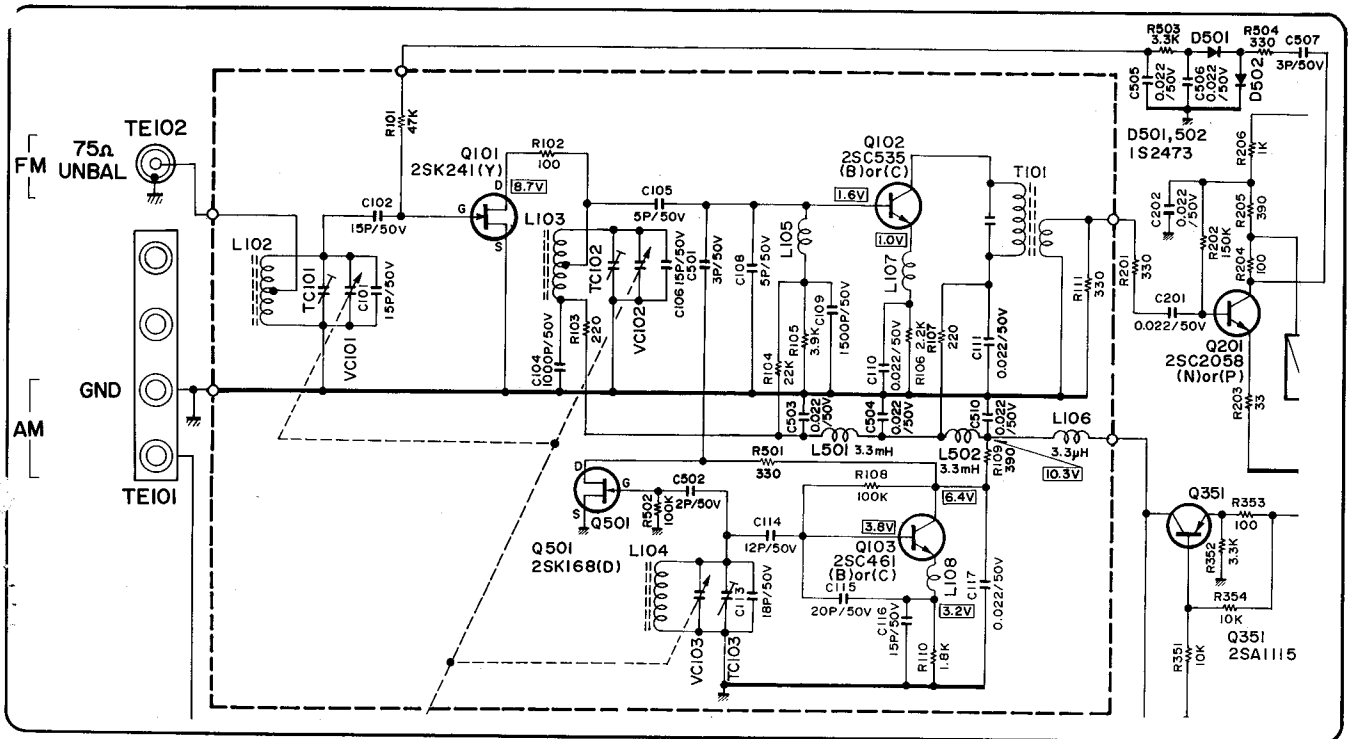 FM
TE102
75Ω
UNBAL
AM
GND
TE101
L102
TC101
VC101
C101
15P/50V
C102
15P/50V
R101
47K
Q101
2SK241(Y)
D
G
S
8.7V
R102
100
L103
C104
1000P/50V
R103
220
TC102
VC102
C106 15P/50V
C105
5P/50V
C501
3P/50V
C108
5P/50V
L105
R104
22K
R105
3.9K
C109
1500P/50V
Q102
2SC535
(B)or(C)
1.6V
1.0V
L107
C110
0.022/50V
R106 2.2K
R107
220
C111
0.022/50V
T101
R111
330
R201
330
C201
0.022/50V
C503
0.022
/50V
L501 3.3mH
C504
0.022
/50V
L502
3.3mH
C510
0.022
/50V
R109
390
L106
3.3μH
10.3V
Q501
2SK168(D)
D
G
S
Q501
R502
100K
C502
2P/50V
R501
330
L104
VC103
TC103
C113
18P/50V
C114
12P/50V
R108
100K
6.4V
3.8V
Q103
2SC461
(B)or(C)
L108
3.2V
C115
20P/50V
C116
15P/50V
R110
1.8K
C117
0.022/50V
R503
3.3K
D501
R504
330
C507
3P/50V
C505
0.022
/50V
C506
0.022
/50V
D502
D501,502
1S2473
R206
1K
C202
0.022
/50V
R202
150K
R205
390
R204
100
Q201
2SC2058
(N)or(P)
R203
33
Q351
R353
100
R352
3.3K
R354
10K
R351
10K
Q351
2SA1115